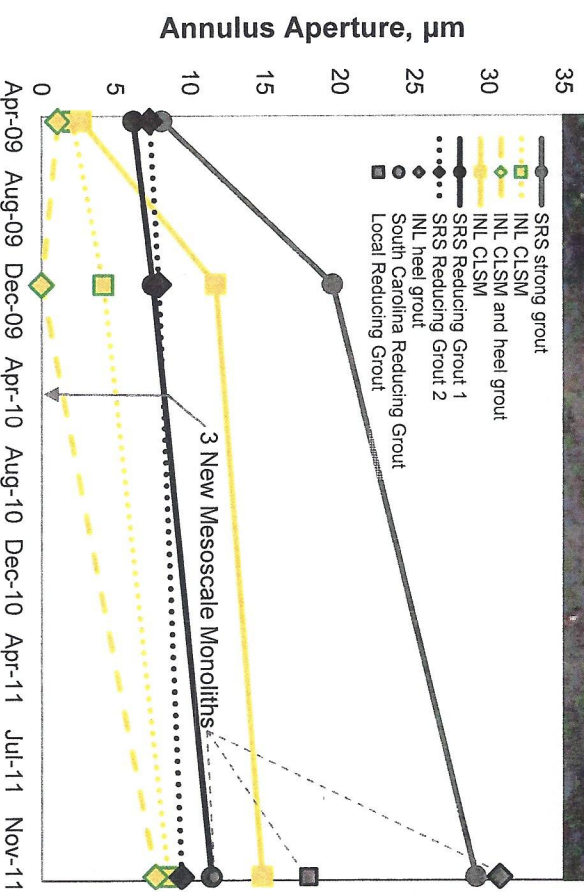 Annulus Aperture, µm
35
30
25
20
15
10
5
0
SRS strong grout
INL CLSM
INL CLSM and heel grout
INL CLSM
SRS Reducing Grout 1
SRS Reducing Grout 2
INL heel grout
South Carolina Reducing Grout
Local Reducing Grout
3 New Mesoscale Monoliths
Apr-09 Aug-09 Dec-09 Apr-10 Aug-10 Dec-10 Apr-11 Jul-11 Nov-11